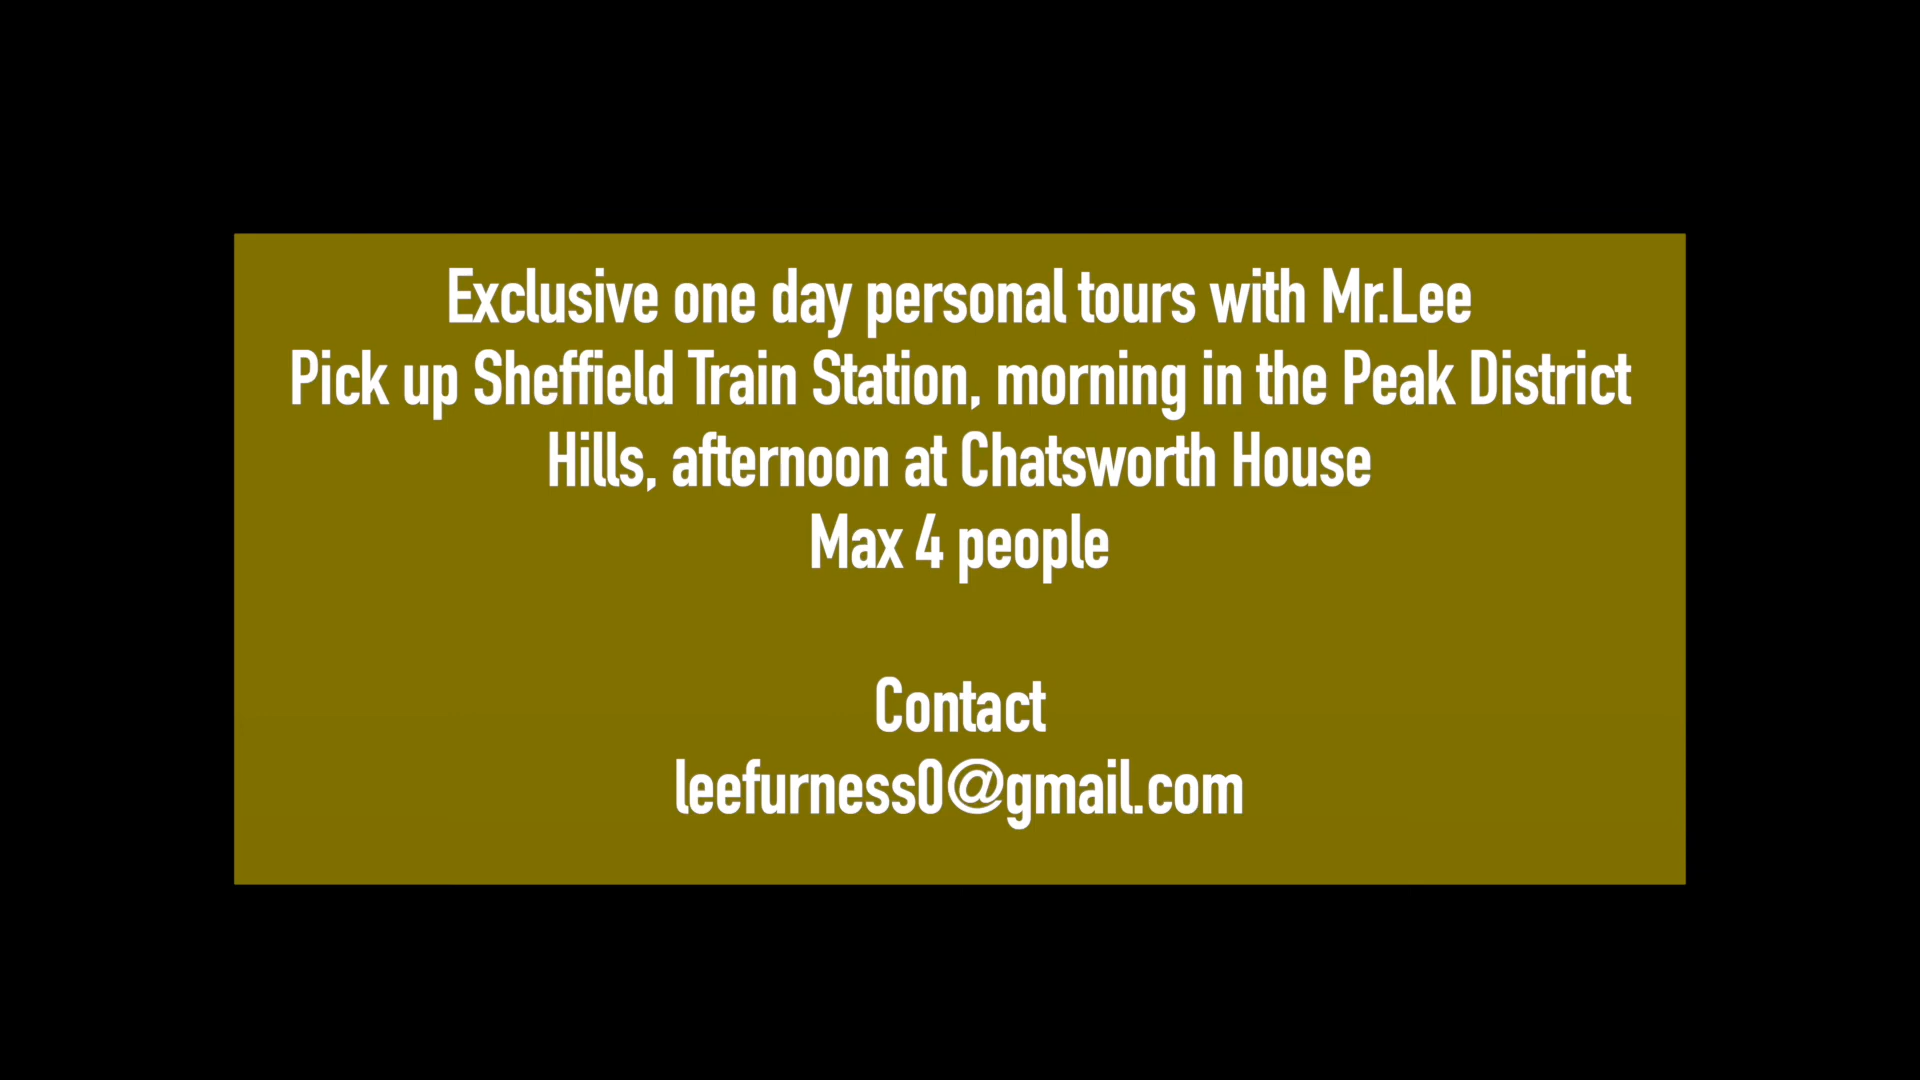 Exclusive one day personal tours with Mr.Lee
Pick up Sheffield Train Station, morning in the Peak District
Hills, afternoon at Chatsworth House
Max 4 people
Contact
leefurness0@gmail.com